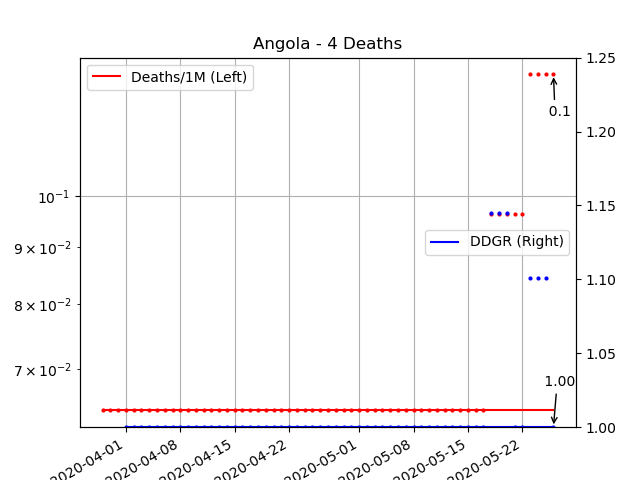 Angola - 4 Deaths
Deaths/1M (Left)
DDGR (Right)
0.1
1.00
10⁻¹
9 × 10⁻²
8 × 10⁻²
7 × 10⁻²
1.25
1.20
1.15
1.10
1.05
1.00
2020-04-01
2020-04-08
2020-04-15
2020-04-22
2020-05-01
2020-05-08
2020-05-15
2020-05-22